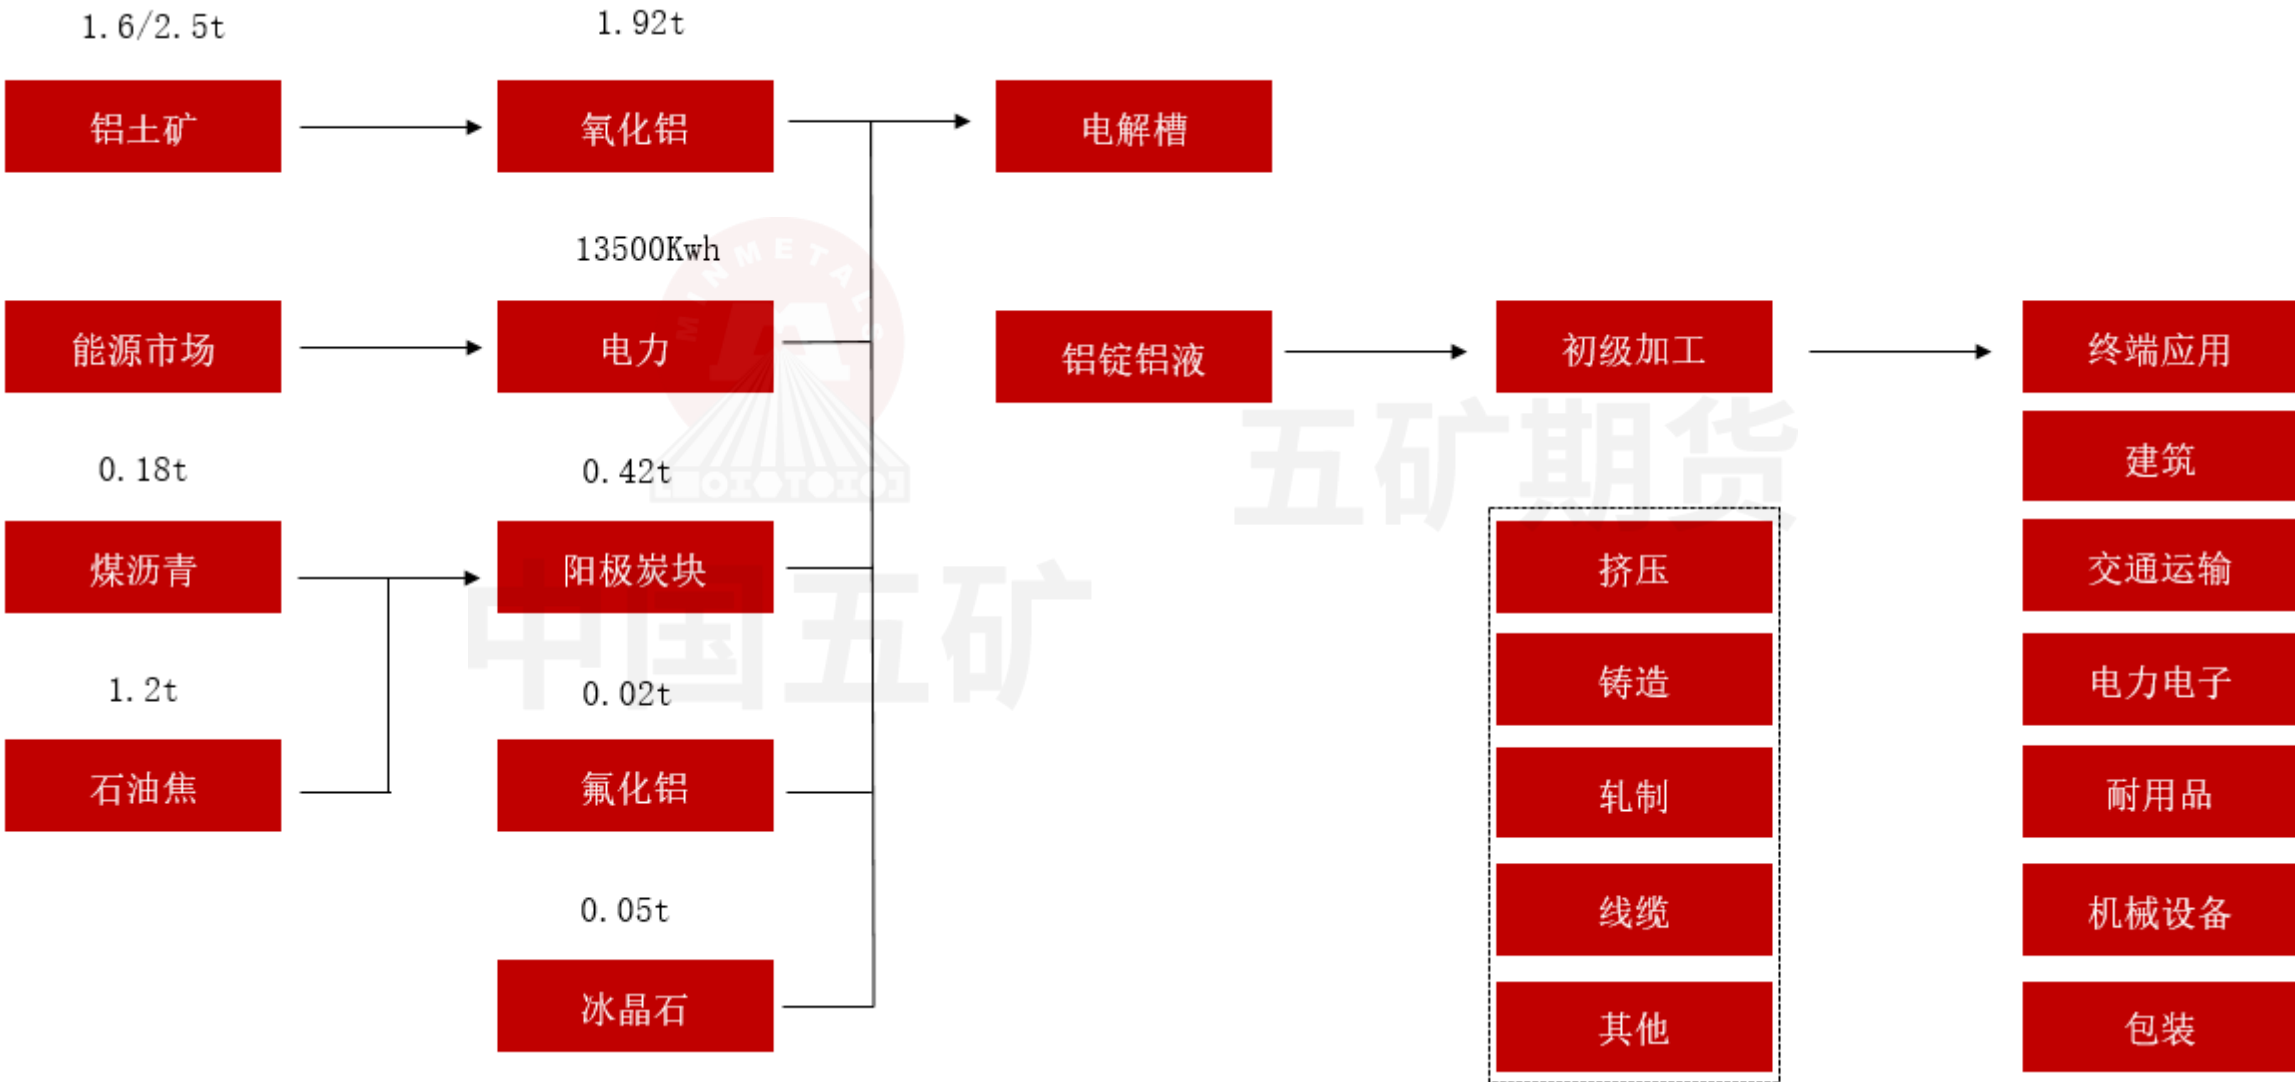 1.6/2.5t
1.92t
铝土矿
氧化铝
电解槽
13500Kwh
能源市场
电力
铝锭铝液
初级加工
终端应用
建筑
0.18t
0.42t
煤沥青
阳极炭块
挤压
交通运输
1.2t
0.02t
铸造
电力电子
石油焦
氟化铝
轧制
耐用品
0.05t
线缆
机械设备
冰晶石
其他
包装
MINMETALS
五矿期货
中国五矿